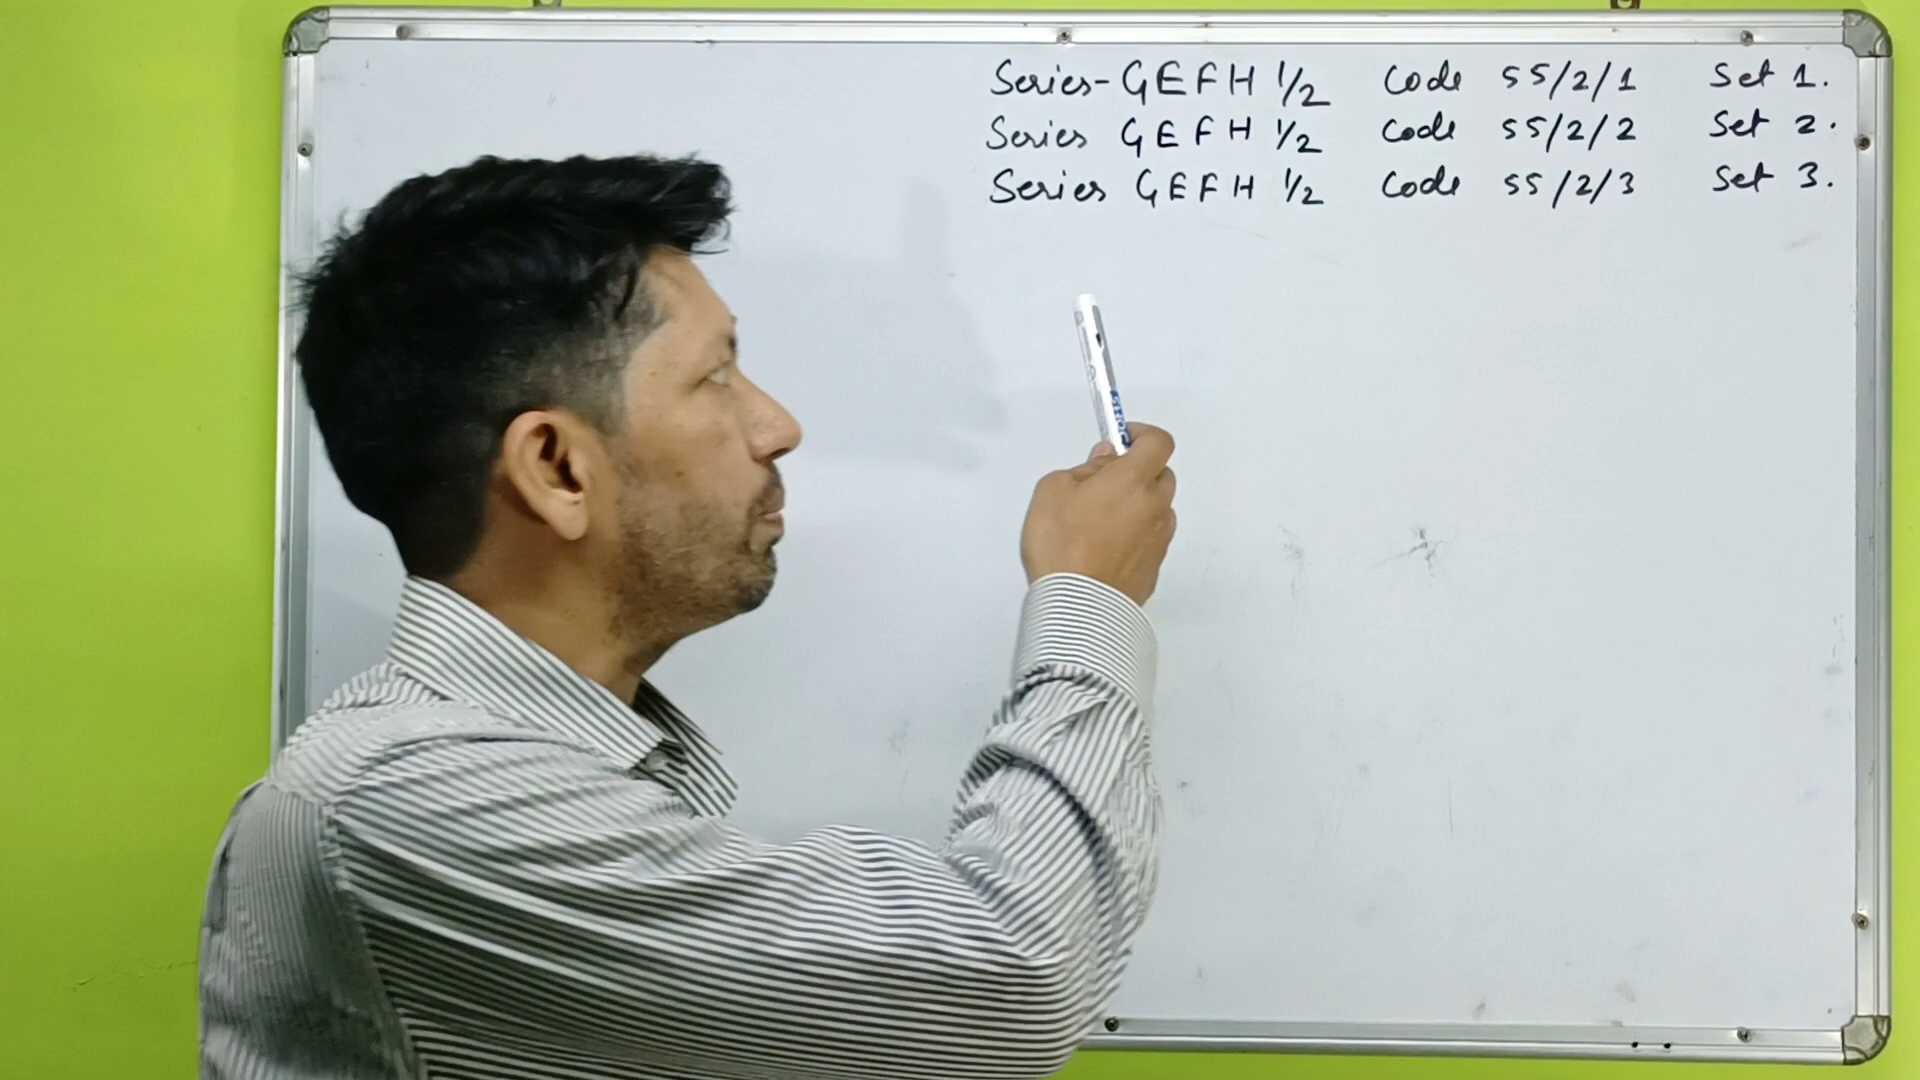 Series-GEFH 1/2 Code 55/2/1 Set 1.
Series GEFH 1/2 Code 55/2/2 Set 2.
Series GEFH 1/2 Code 55/2/3 Set 3.